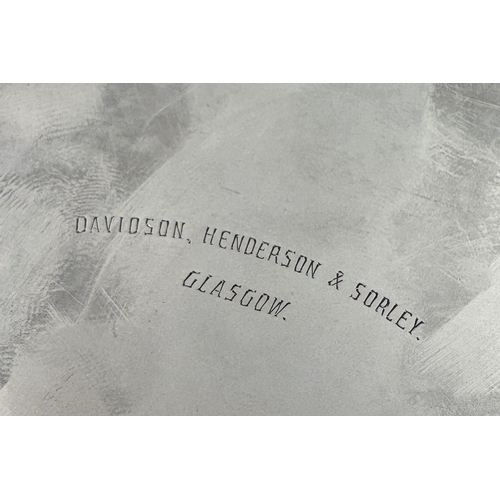 DAVIDSON, HENDERSON & SORLEY.
GLASGOW.